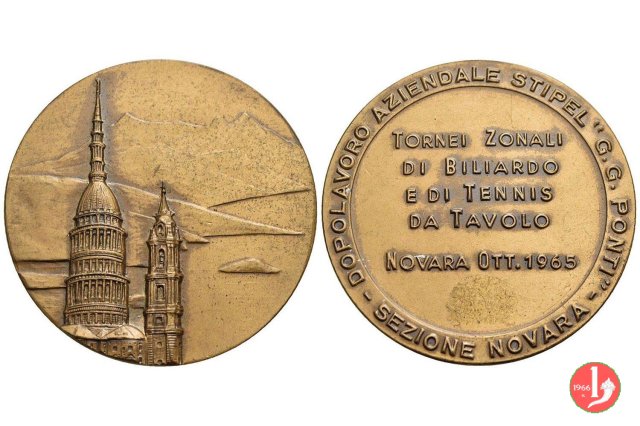 DOPOLAVORO AZIENDALE STIPEL "G.G. PONTI" -
TORNEI ZONALI
DI BILIARDO
E DI TENNIS
DA TAVOLO
NOVARA OTT. 1965
- SEZIONE NOVARA -
1966